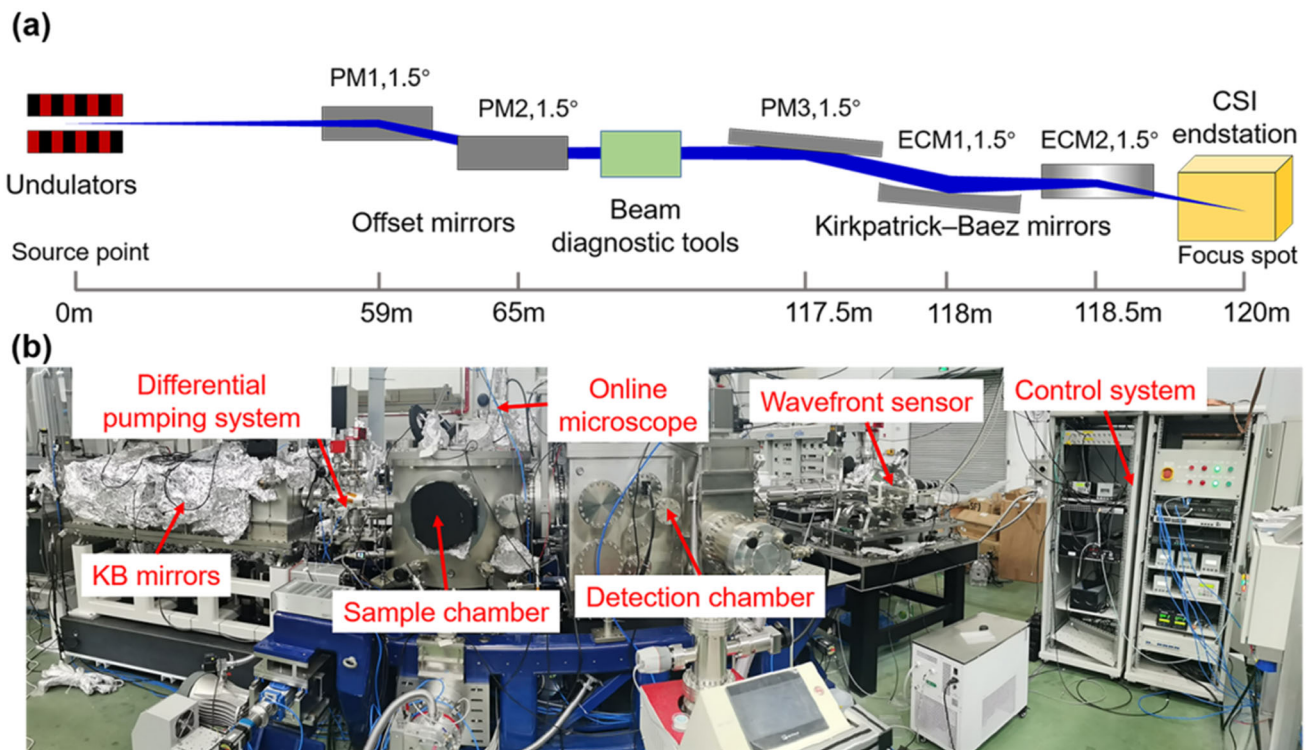 (a)
PM1,1.5°
PM2,1.5°
PM3,1.5°
ECM1,1.5°
ECM2,1.5°
CSI
endstation
Undulators
Offset mirrors
Beam
diagnostic tools
Kirkpatrick–Baez mirrors
Source point
Focus spot
0m
59m
65m
117.5m
118m
118.5m
120m
(b)
Differential
pumping system
Online
microscope
Wavefront sensor
Control system
KB mirrors
Sample chamber
Detection chamber